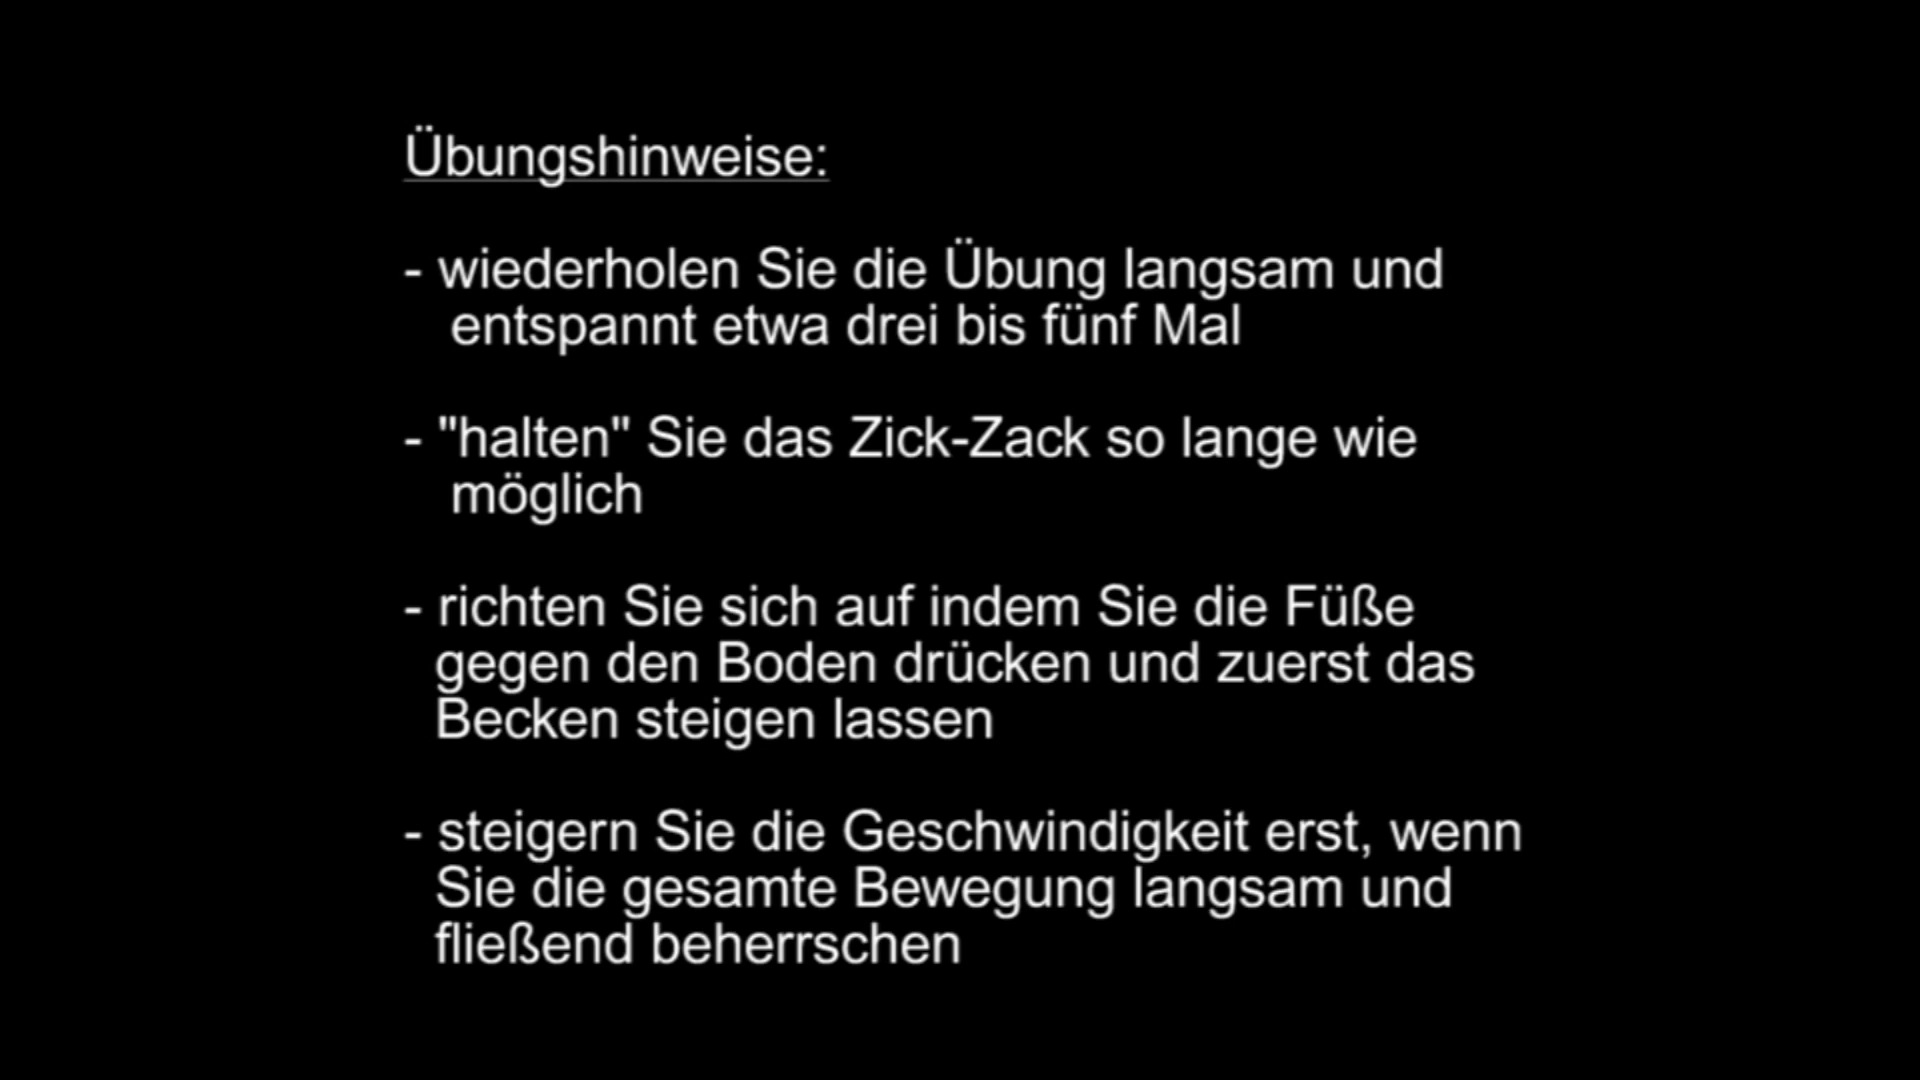 Übungshinweise:
- wiederholen Sie die Übung langsam und
entspannt etwa drei bis fünf Mal
- "halten" Sie das Zick-Zack so lange wie
möglich
- richten Sie sich auf indem Sie die Füße
gegen den Boden drücken und zuerst das
Becken steigen lassen
- steigern Sie die Geschwindigkeit erst, wenn
Sie die gesamte Bewegung langsam und
fließend beherrschen